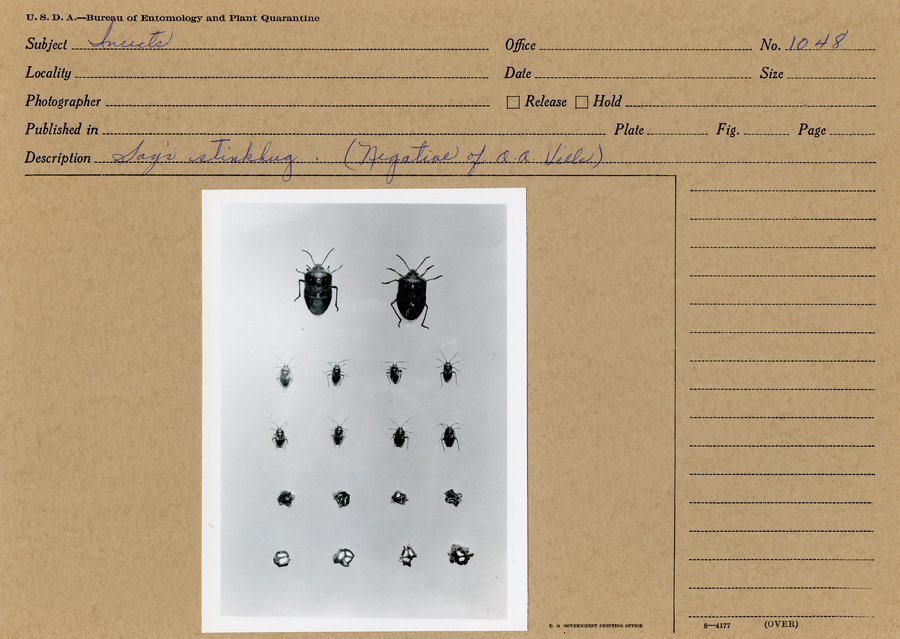 U. S. D. A.—Bureau of Entomology and Plant Quarantine
Subject Insects Office No. 1048
Locality Date Size
Photographer Release Hold
Published in Plate Fig. Page
Description Say's stinkbug. (Negative of a.a. Hills)
U. S. GOVERNMENT PRINTING OFFICE 8—4177 (OVER)